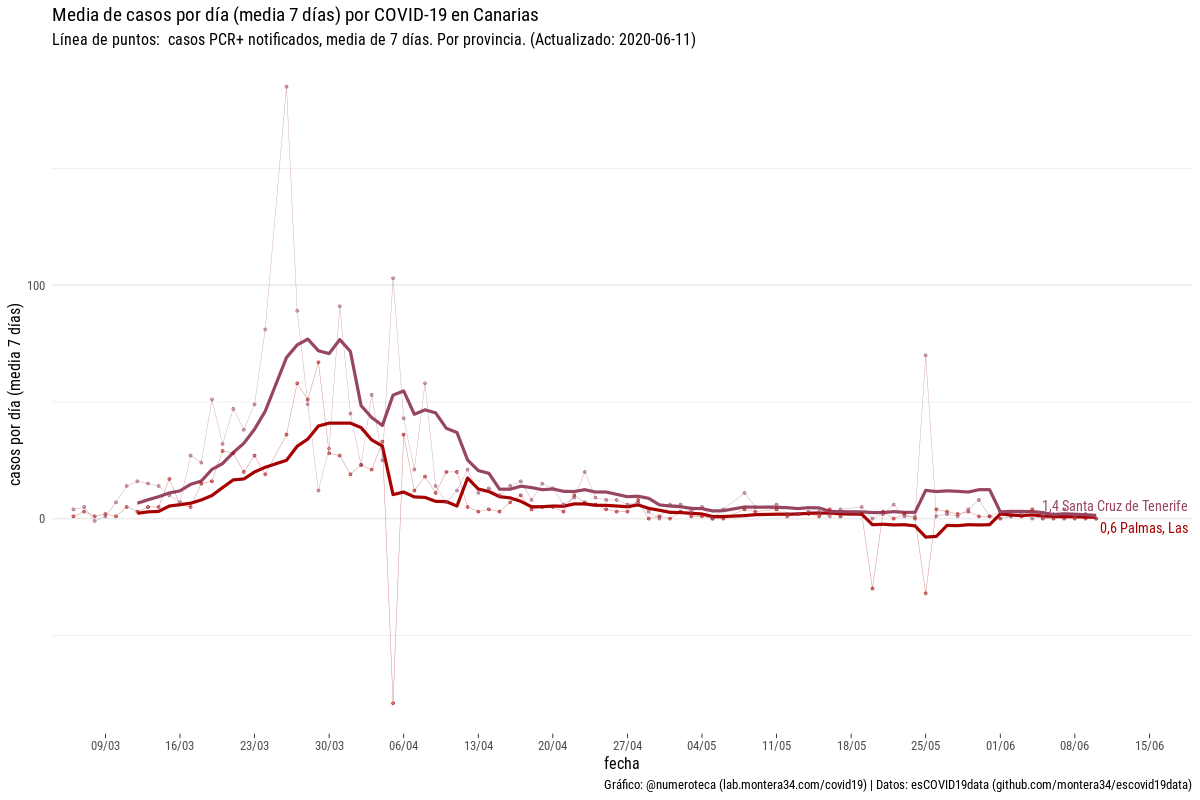 Media de casos por día (media 7 días) por COVID-19 en Canarias
Línea de puntos:  casos PCR+ notificados, media de 7 días. Por provincia. (Actualizado: 2020-06-11)
casos por día (media 7 días)
100
0
1,4 Santa Cruz de Tenerife
0,6 Palmas, Las
09/03 16/03 23/03 30/03 06/04 13/04 20/04 27/04 04/05 11/05 18/05 25/05 01/06 08/06 15/06
fecha
Gráfico: @numeroteca (lab.montera34.com/covid19) | Datos: esCOVID19data (github.com/montera34/escovid19data)